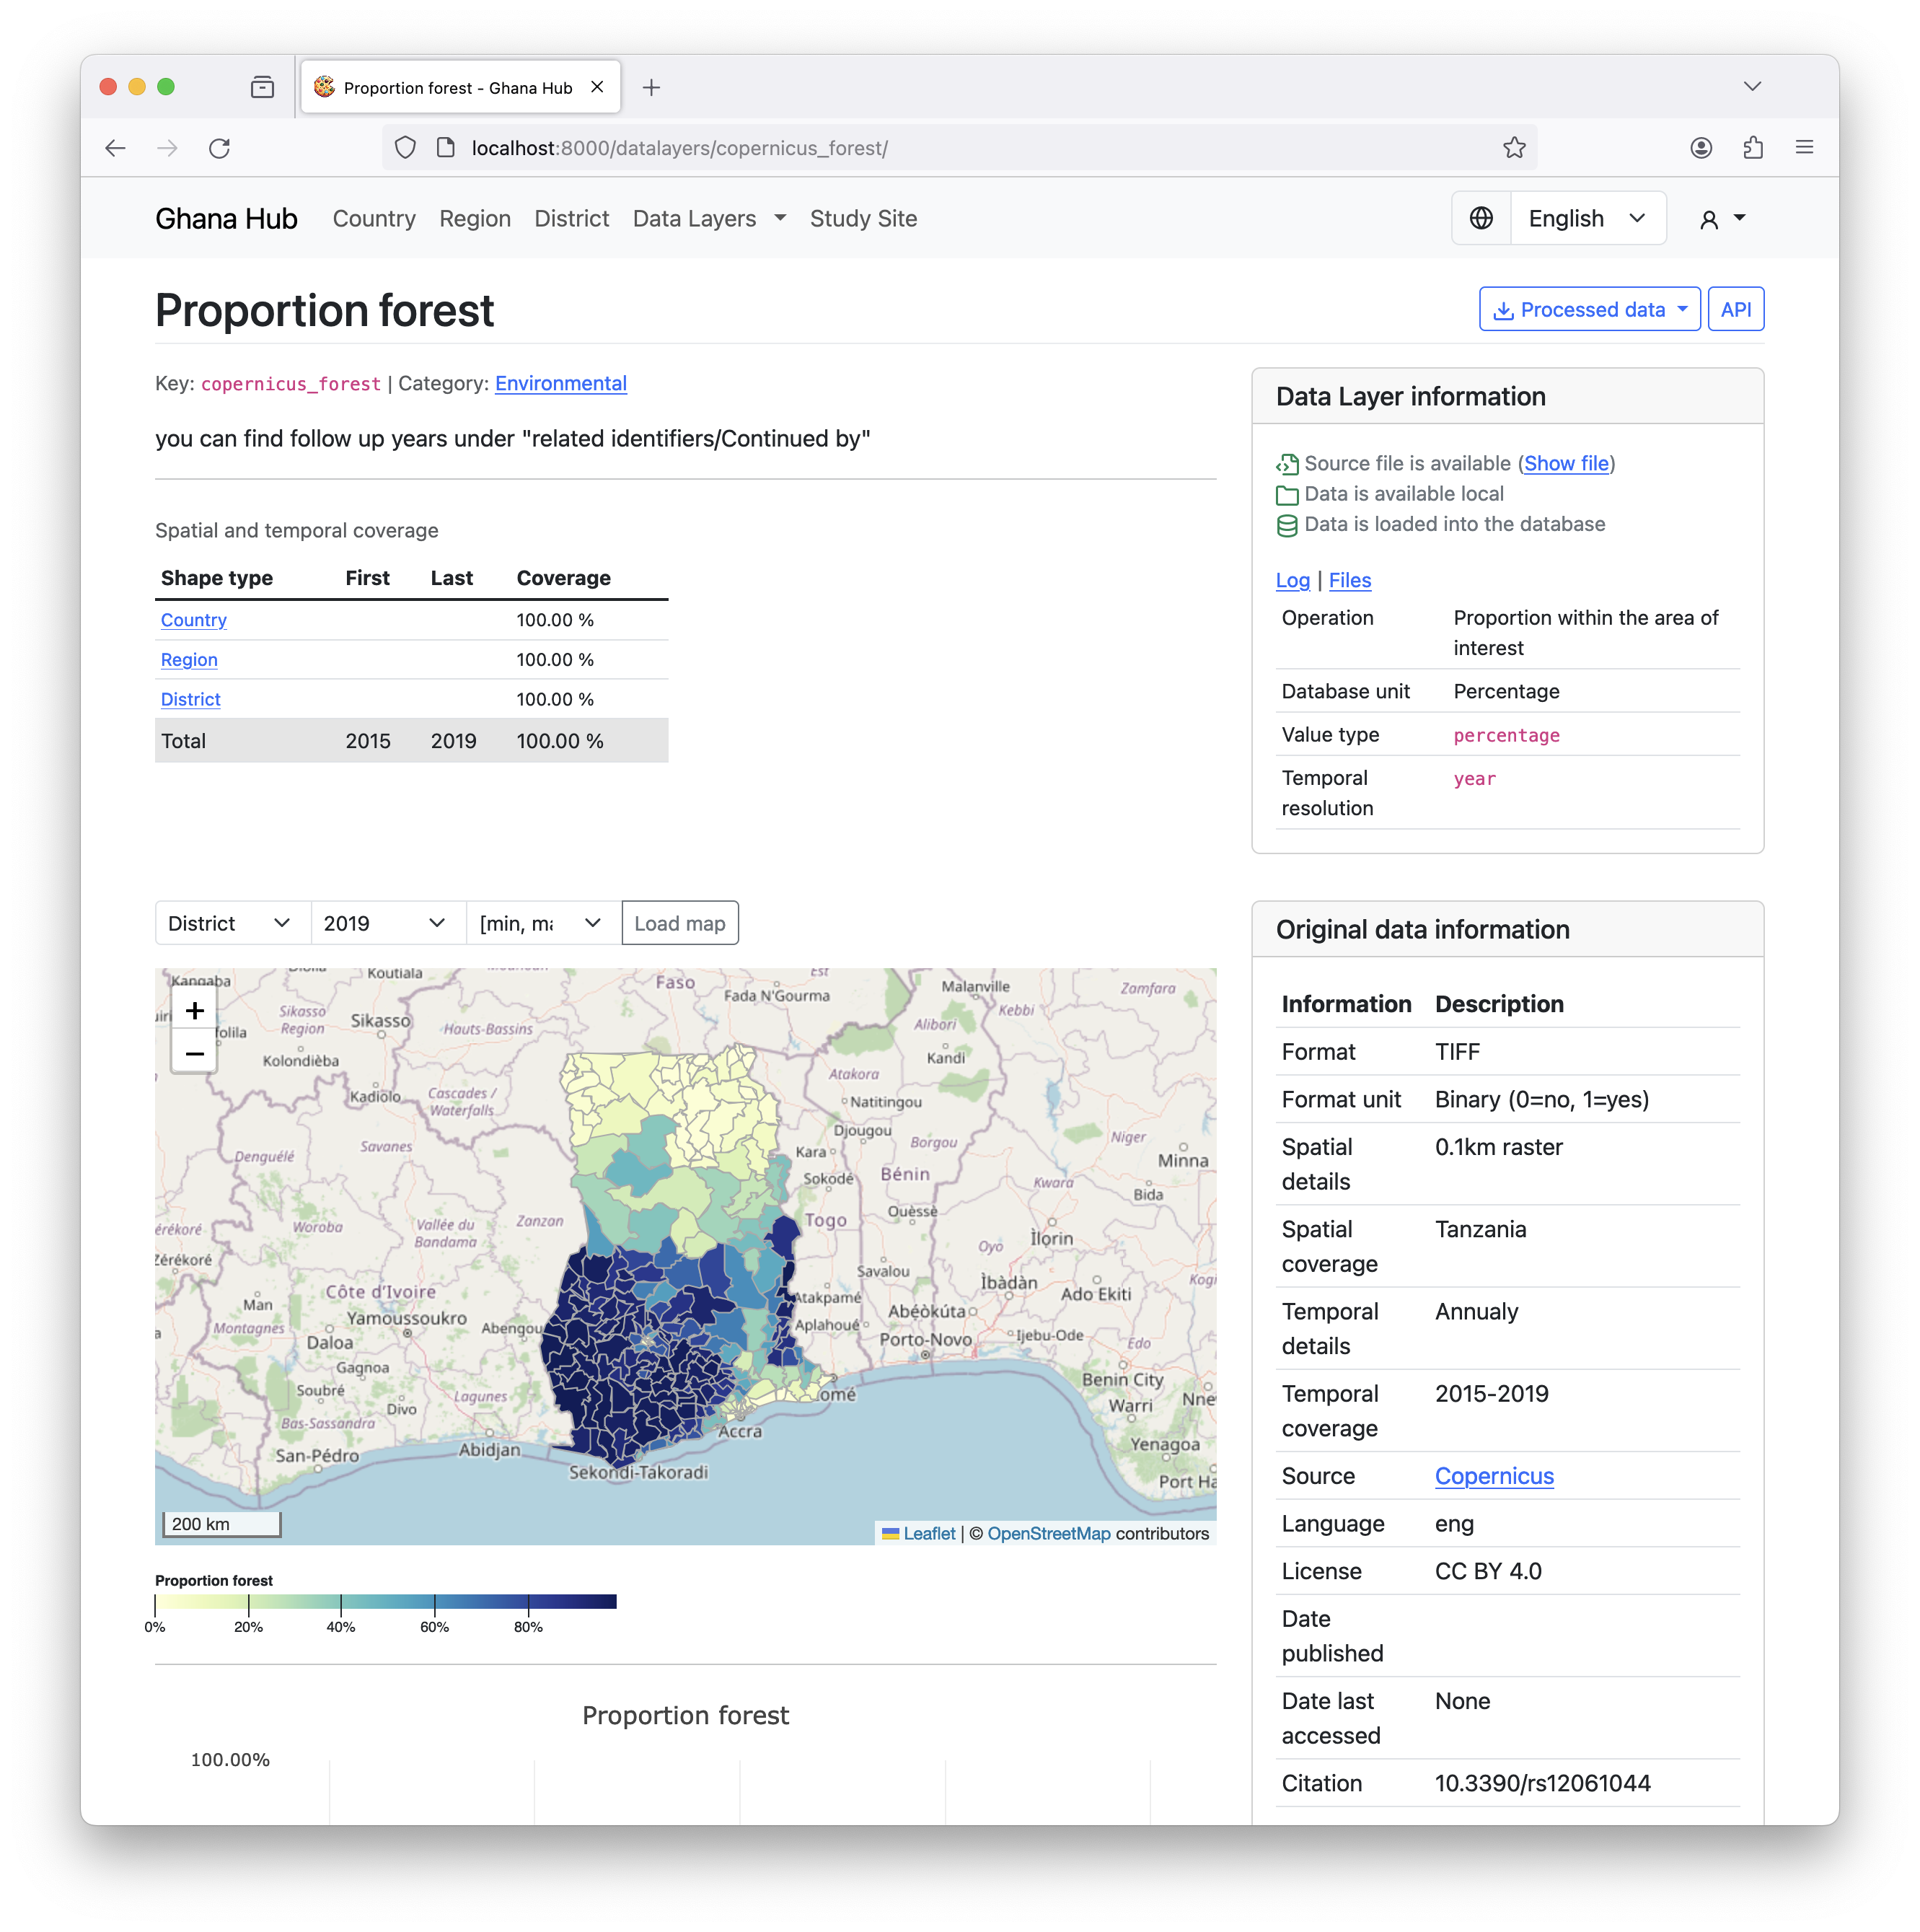 Proportion forest - Ghana Hub
localhost:8000/datalayers/copernicus_forest/
Ghana Hub Country Region District Data Layers Study Site English
Proportion forest
Processed data API
Key: copernicus_forest | Category: Environmental
you can find follow up years under "related identifiers/Continued by"
Spatial and temporal coverage
Shape type First Last Coverage
Country 100.00 %
Region 100.00 %
District 100.00 %
Total 2015 2019 100.00 %
Data Layer information
Source file is available (Show file)
Data is available local
Data is loaded into the database
Log | Files
Operation Proportion within the area of
interest
Database unit Percentage
Value type percentage
Temporal year
resolution
District 2019 [min, ma Load map
+
−
Kangaba
Koutiala
Faso
Est
Fada N'Gourma
Malanville
Zamfara
Kebbi
Sikasso
Region
Sikasso
Hauts-Bassins
Alibori
Kolondièba
Kandi
Kadiolo
Cascades /
Waterfalls
Atakora
Natitingou
Djougou
Borgou
Niger
Savanes
Denguélé
Kara
Minna
Sokodé
Bénin
Kwara
Bida
Woroba
Vallée du
Bandama
Zanzan
Togo
Ouèssè
Zérékoré
Oyo
Ìlorin
Savalou
Ìbàdàn
Côte d'Ivoire
Atakpamé
Ado Ekiti
Man
Yamoussoukro
Abéòkúta
Montagnes
Daloa
Abengou
Aplahoué
Porto-Novo
Ijebu-Ode
Edo
Gagnoa
Benin City
Soubré
Lagunes
Divo
Lomé
Warri
Bas-Sassandra
Accra
Yenagoa
San-Pédro
Abidjan
Sekondi-Takoradi
Port Ha
200 km
Leaflet | © OpenStreetMap contributors
Proportion forest
0% 20% 40% 60% 80%
Proportion forest
100.00%
Original data information
Information Description
Format TIFF
Format unit Binary (0=no, 1=yes)
Spatial 0.1km raster
details
Spatial Tanzania
coverage
Temporal Annualy
details
Temporal 2015-2019
coverage
Source Copernicus
Language eng
License CC BY 4.0
Date
published
Date last None
accessed
Citation 10.3390/rs12061044